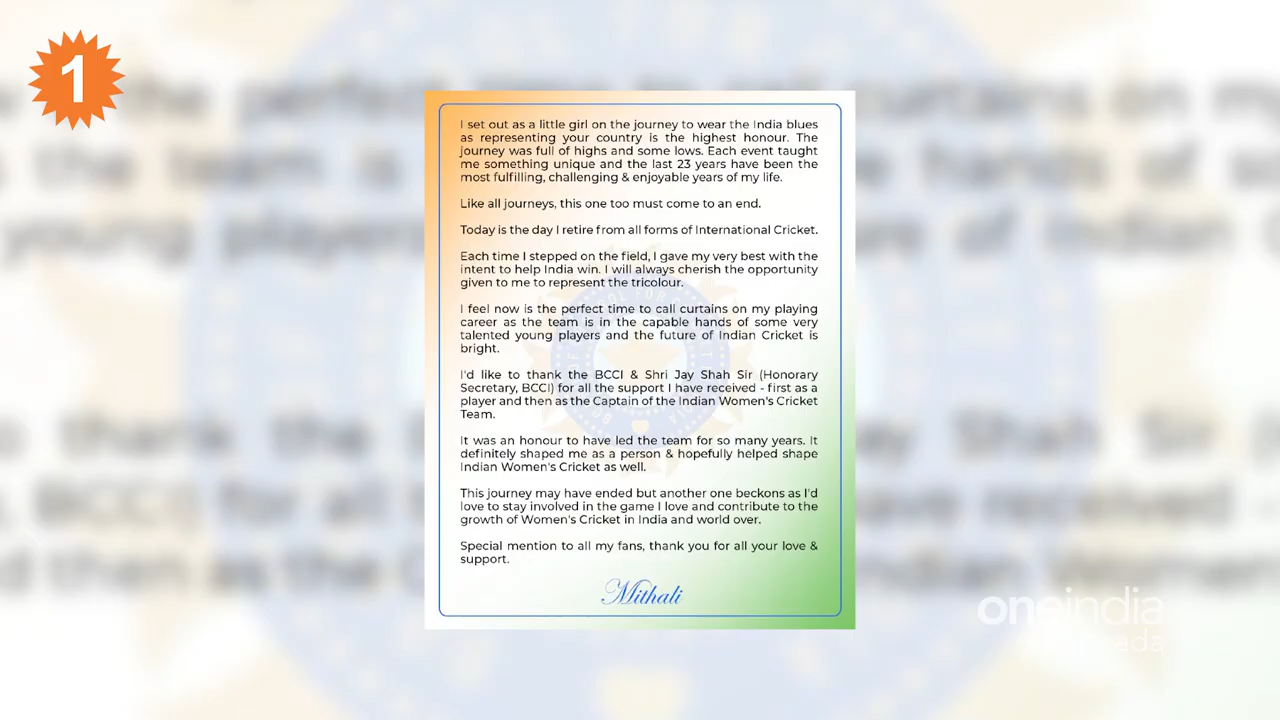 1
I set out as a little girl on the journey to wear the India blues
as representing your country is the highest honour. The
journey was full of highs and some lows. Each event taught
me something unique and the last 23 years have been the
most fulfilling, challenging & enjoyable years of my life.
Like all journeys, this one too must come to an end.
Today is the day I retire from all forms of International Cricket.
Each time I stepped on the field, I gave my very best with the
intent to help India win. I will always cherish the opportunity
given to me to represent the tricolour.
I feel now is the perfect time to call curtains on my playing
career as the team is in the capable hands of some very
talented young players and the future of Indian Cricket is
bright.
I'd like to thank the BCCI & Shri Jay Shah Sir (Honorary
Secretary, BCCI) for all the support I have received - first as a
player and then as the Captain of the Indian Women's Cricket
Team.
It was an honour to have led the team for so many years. It
definitely shaped me as a person & hopefully helped shape
Indian Women's Cricket as well.
This journey may have ended but another one beckons as I'd
love to stay involved in the game I love and contribute to the
growth of Women's Cricket in India and world over.
Special mention to all my fans, thank you for all your love &
support.
Mithali
oneindia